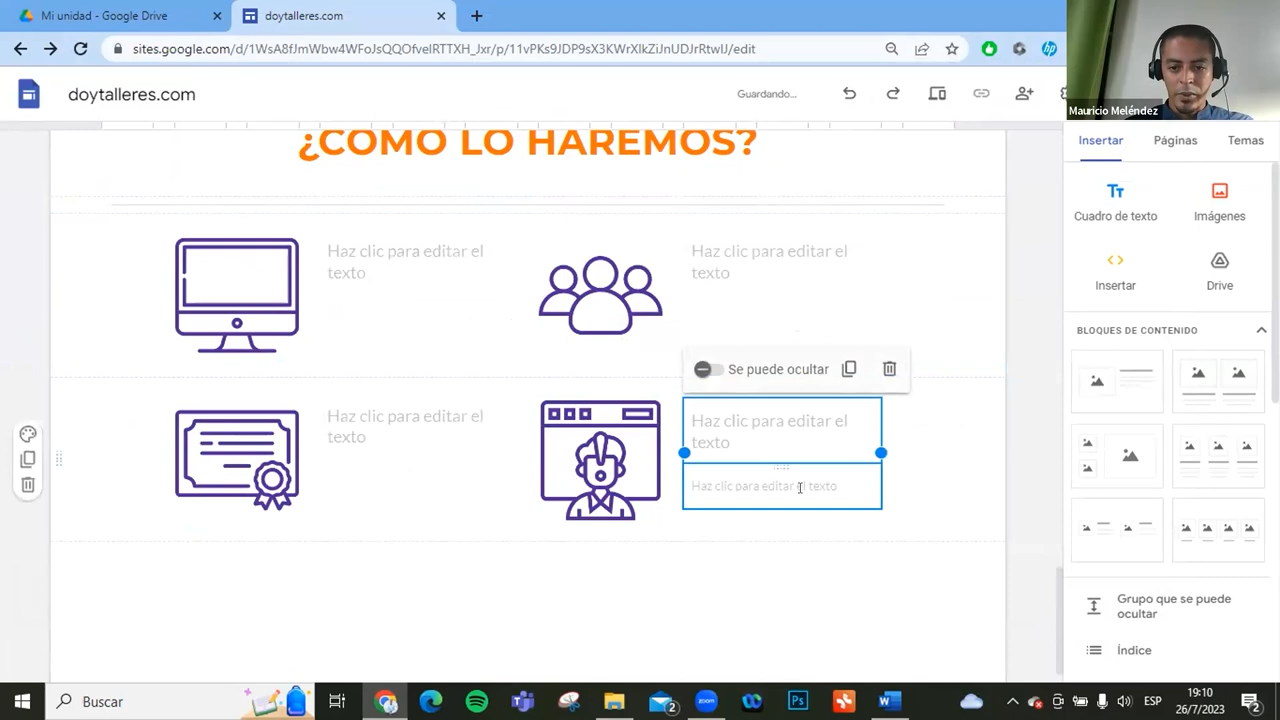 Mi unidad - Google Drive
doytalleres.com
sites.google.com/d/1WsA8fJmWbw4WFoJsQQOfvelRTTXH_Jxr/p/11vPKs9JDP9sX3KWrXlkZiJnUDJrRtwlJ/edit
doytalleres.com
Guardando...
Mauricio Meléndez
Insertar
Páginas
Temas
¿COMO LO HAREMOS?
Tт
Cuadro de texto
Imágenes
Insertar
Drive
Haz clic para editar el
texto
Haz clic para editar el
texto
BLOQUES DE CONTENIDO
Se puede ocultar
Haz clic para editar el
texto
Haz clic para editar el
texto
Haz clic para editar el texto
Grupo que se puede
ocultar
Índice
Buscar
2
ESP
19:10
26/7/2023
2